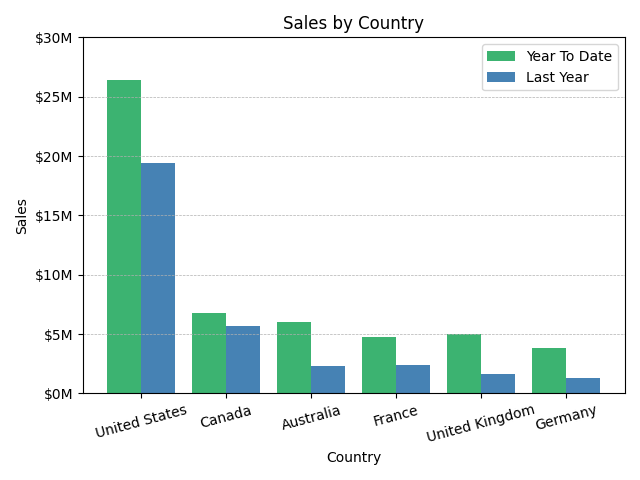 Sales by Country
$30M
$25M
$20M
$15M
$10M
$5M
$0M
Sales
Year To Date
Last Year
United States
Canada
Australia
France
United Kingdom
Germany
Country